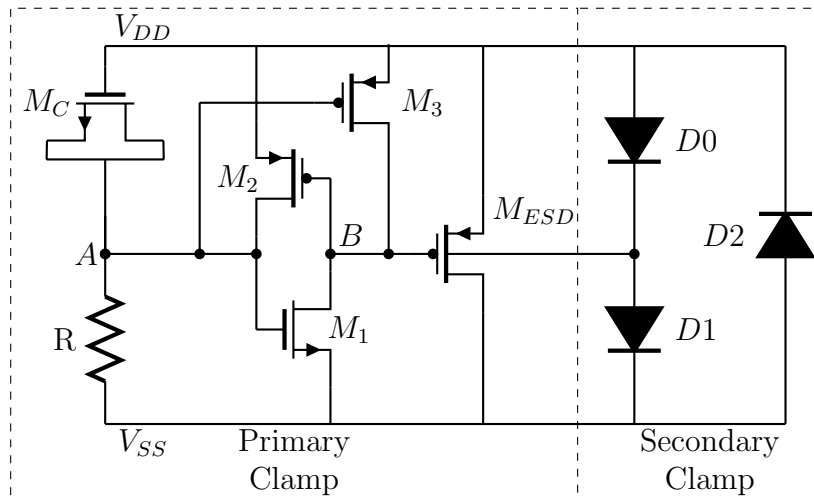 V_DD
M_C
M_3
D0
M_2
M_ESD
A
B
D2
R
M_1
D1
V_SS
Primary
Clamp
Secondary
Clamp